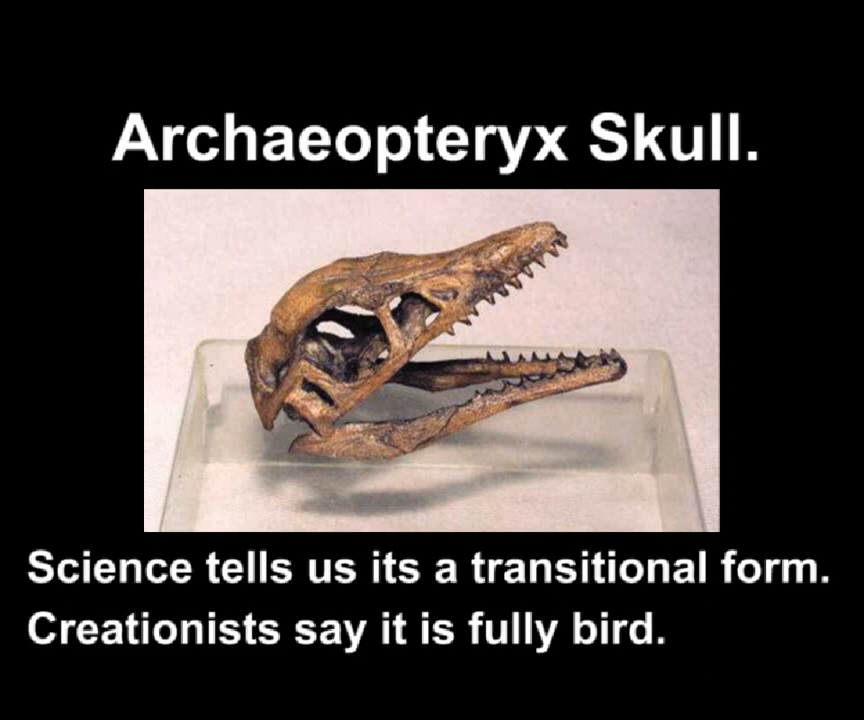 Archaeopteryx Skull.
Science tells us its a transitional form.
Creationists say it is fully bird.